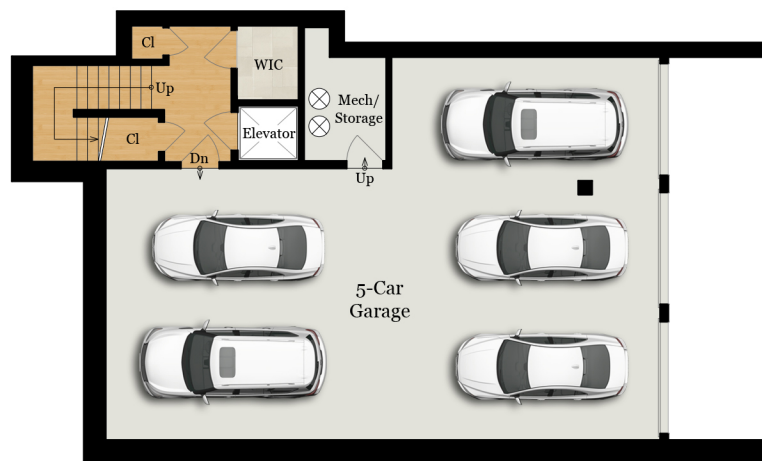 Cl
WIC
Up
Mech/
Storage
Cl
Elevator
Dn
Up
5-Car
Garage